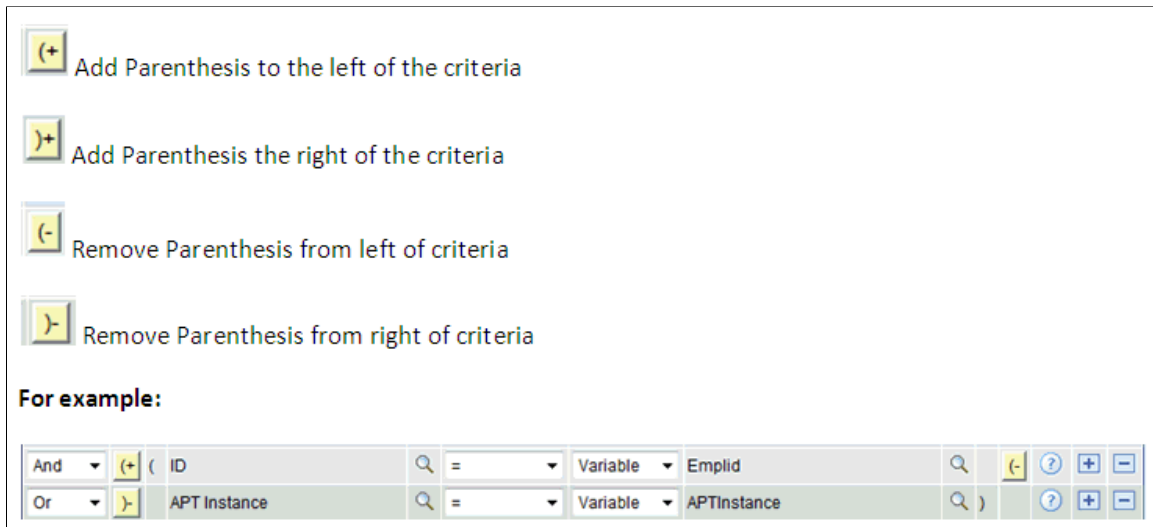 (+ Add Parenthesis to the left of the criteria
)+ Add Parenthesis the right of the criteria
(- Remove Parenthesis from left of criteria
)- Remove Parenthesis from right of criteria
For example:
And (+ ( ID = Variable Emplid (- ? + -
Or )- APT Instance = Variable APTInstance ) ? + -